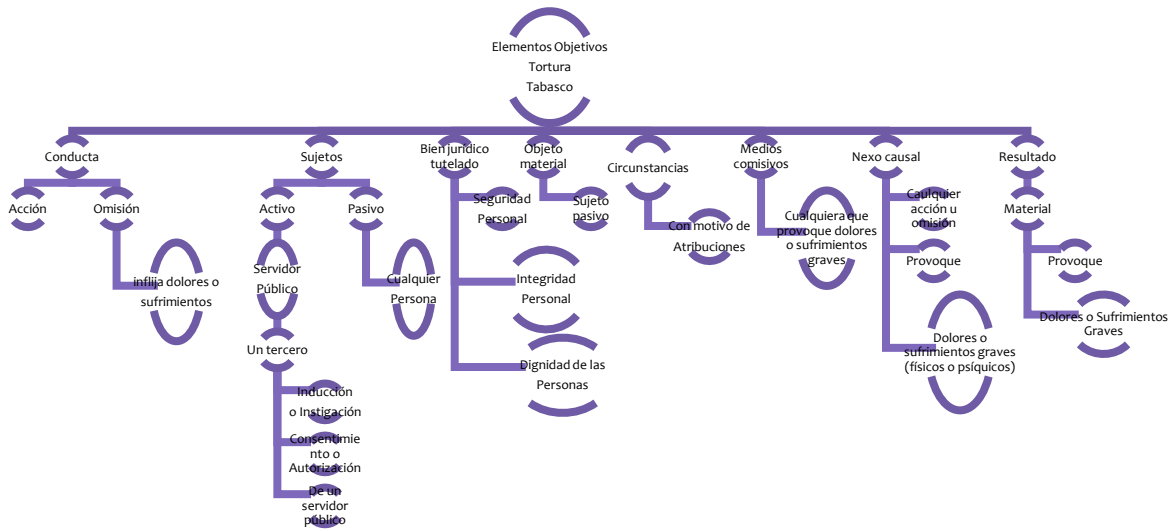 Elementos Objetivos
Tortura
Tabasco
Conducta
Acción
Omisión
inflija dolores o
sufrimientos
Sujetos
Activo
Servidor
Público
Un tercero
Inducción
o Instigación
Consentimie
nto o
Autorización
De un
servidor
público
Pasivo
Cualquier
Persona
Bien jurídico
tutelado
Seguridad
Personal
Integridad
Personal
Dignidad de las
Personas
Objeto
material
Sujeto
pasivo
Circunstancias
Con motivo de
Atribuciones
Medios
comisivos
Cualquiera que
provoque dolores
o sufrimientos
graves
Nexo causal
Caulquier
acción u
omisión
Provoque
Dolores o
sufrimientos graves
(físicos o psíquicos)
Resultado
Material
Provoque
Dolores o Sufrimientos
Graves